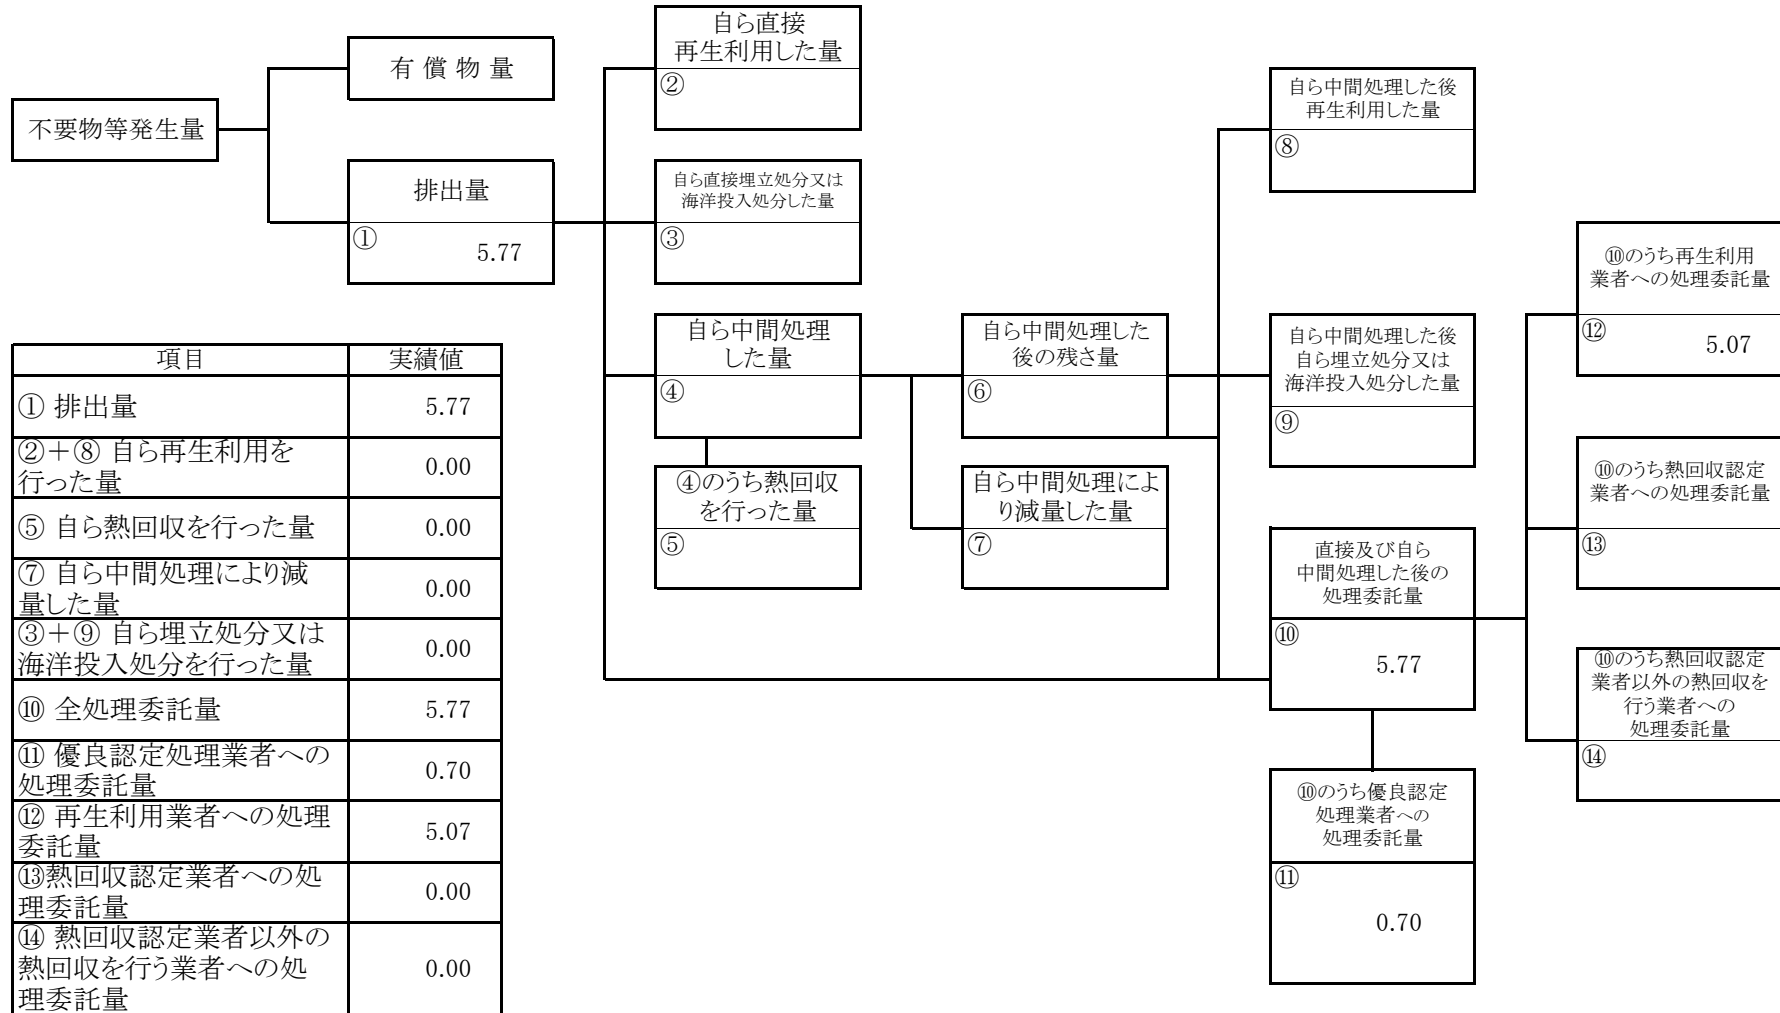 不要物等発生量
有 償 物 量
排出量
①
5.77
自ら直接
再生利用した量
②
自ら直接埋立処分又は
海洋投入処分した量
③
自ら中間処理
した量
④
④のうち熱回収
を行った量
⑤
自ら中間処理した
後の残さ量
⑥
自ら中間処理によ
り減量した量
⑦
自ら中間処理した後
再生利用した量
⑧
自ら中間処理した後
自ら埋立処分又は
海洋投入処分した量
⑨
直接及び自ら
中間処理した後の
処理委託量
⑩
5.77
⑩のうち優良認定
処理業者への
処理委託量
⑪
0.70
⑩のうち再生利用
業者への処理委託量
⑫
5.07
⑩のうち熱回収認定
業者への処理委託量
⑬
⑩のうち熱回収認定
業者以外の熱回収を
行う業者への
処理委託量
⑭
項目 実績値
① 排出量 5.77
②＋⑧ 自ら再生利用を
行った量 0.00
⑤ 自ら熱回収を行った量 0.00
⑦ 自ら中間処理により減
量した量 0.00
③＋⑨ 自ら埋立処分又は
海洋投入処分を行った量 0.00
⑩ 全処理委託量 5.77
⑪ 優良認定処理業者への
処理委託量 0.70
⑫ 再生利用業者への処理
委託量 5.07
⑬熱回収認定業者への処
理委託量 0.00
⑭ 熱回収認定業者以外の
熱回収を行う業者への処
理委託量 0.00